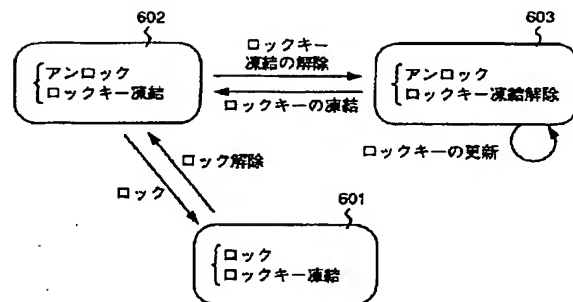 602
アンロック
ロックキー凍結
ロックキー
凍結の解除
ロックキーの凍結
603
アンロック
ロックキー凍結解除
ロックキーの更新
ロック解除
ロック
601
ロック
ロックキー凍結